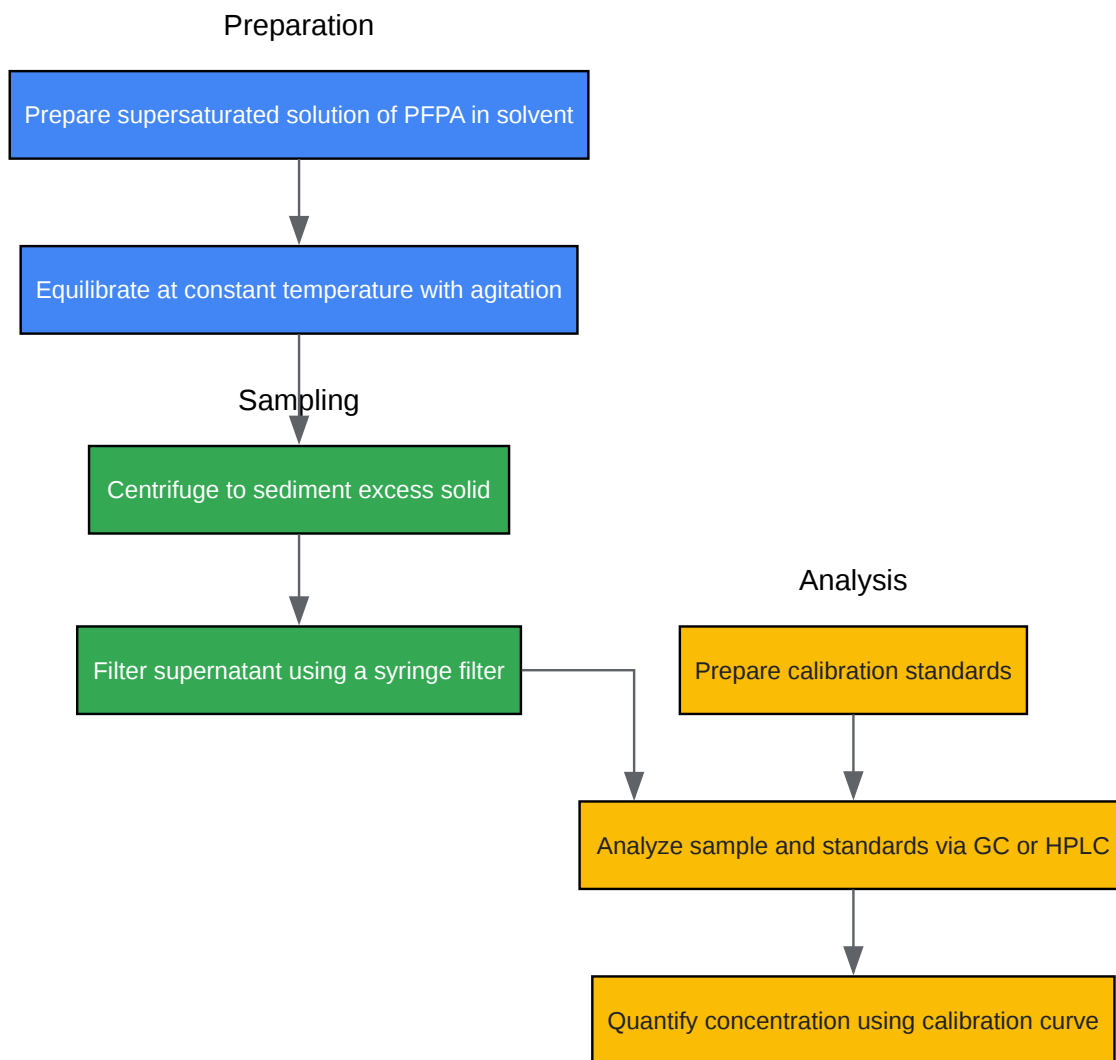 Preparation
Prepare supersaturated solution of PFPA in solvent
Equilibrate at constant temperature with agitation
Sampling
Centrifuge to sediment excess solid
Filter supernatant using a syringe filter
Analysis
Prepare calibration standards
Analyze sample and standards via GC or HPLC
Quantify concentration using calibration curve